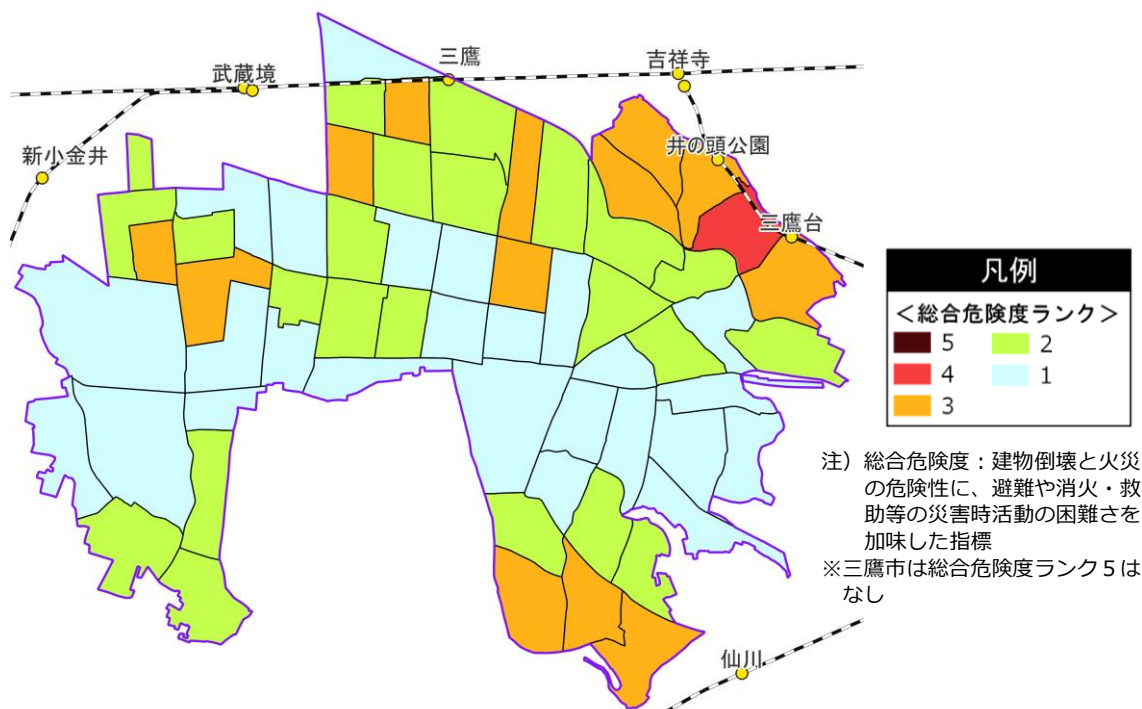 三鷹
吉祥寺
武蔵境
井の頭公園
新小金井
三鷹台
凡例
＜総合危険度ランク＞
5 2
4 1
3
注）総合危険度：建物倒壊と火災
の危険性に、避難や消火・救
助等の災害時活動の困難さを
加味した指標
※三鷹市は総合危険度ランク５は
なし
仙川